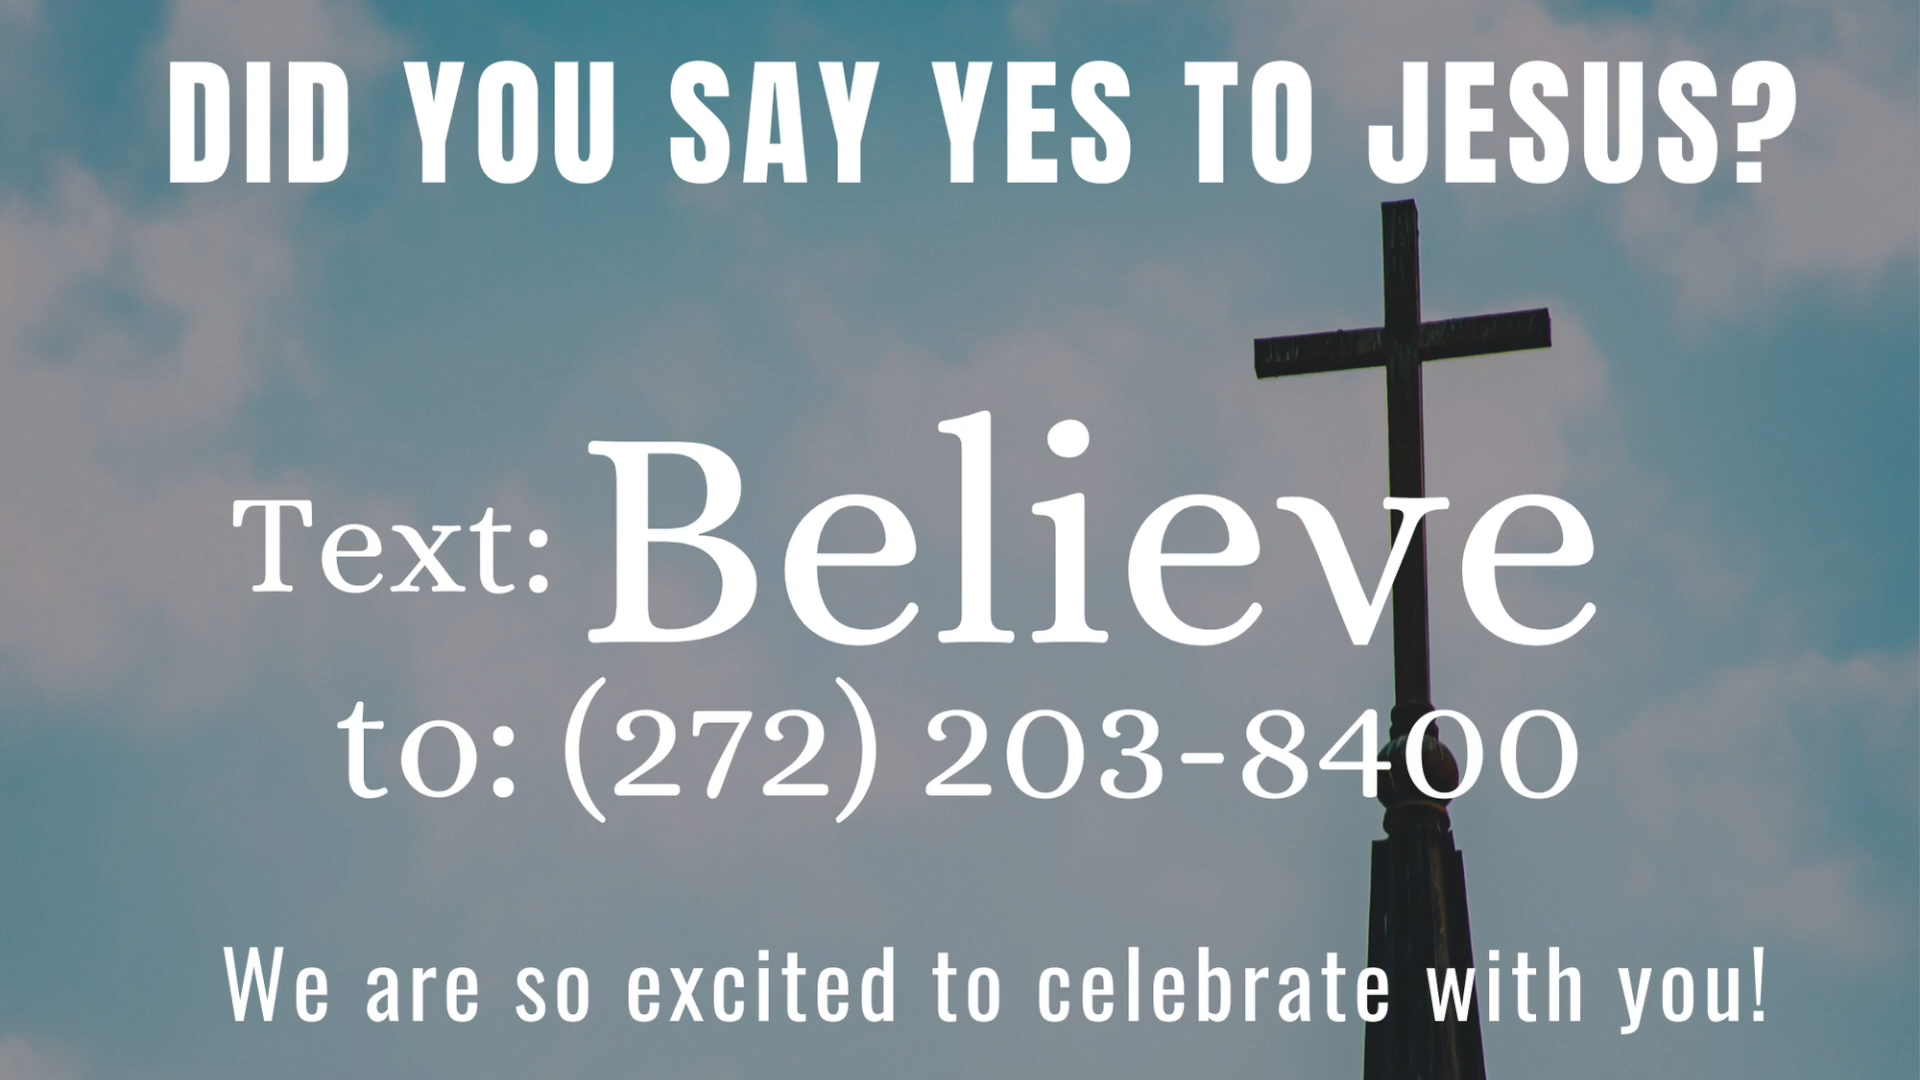 DID YOU SAY YES TO JESUS?
Text: Believe
to: (272) 203-8400
We are so excited to celebrate with you!